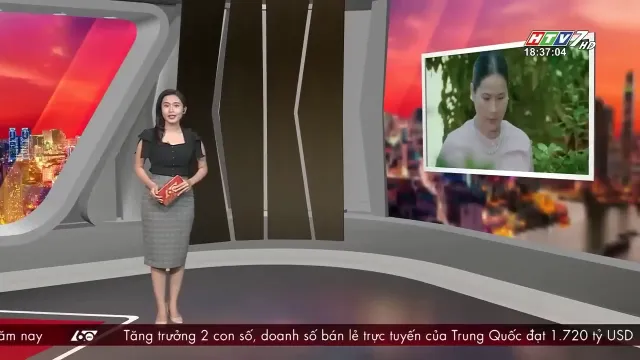 HTV7 HD
18:37:04
ăm nay 60 Tăng trưởng 2 con số, doanh số bán lẻ trực tuyến của Trung Quốc đạt 1.720 tỷ USD